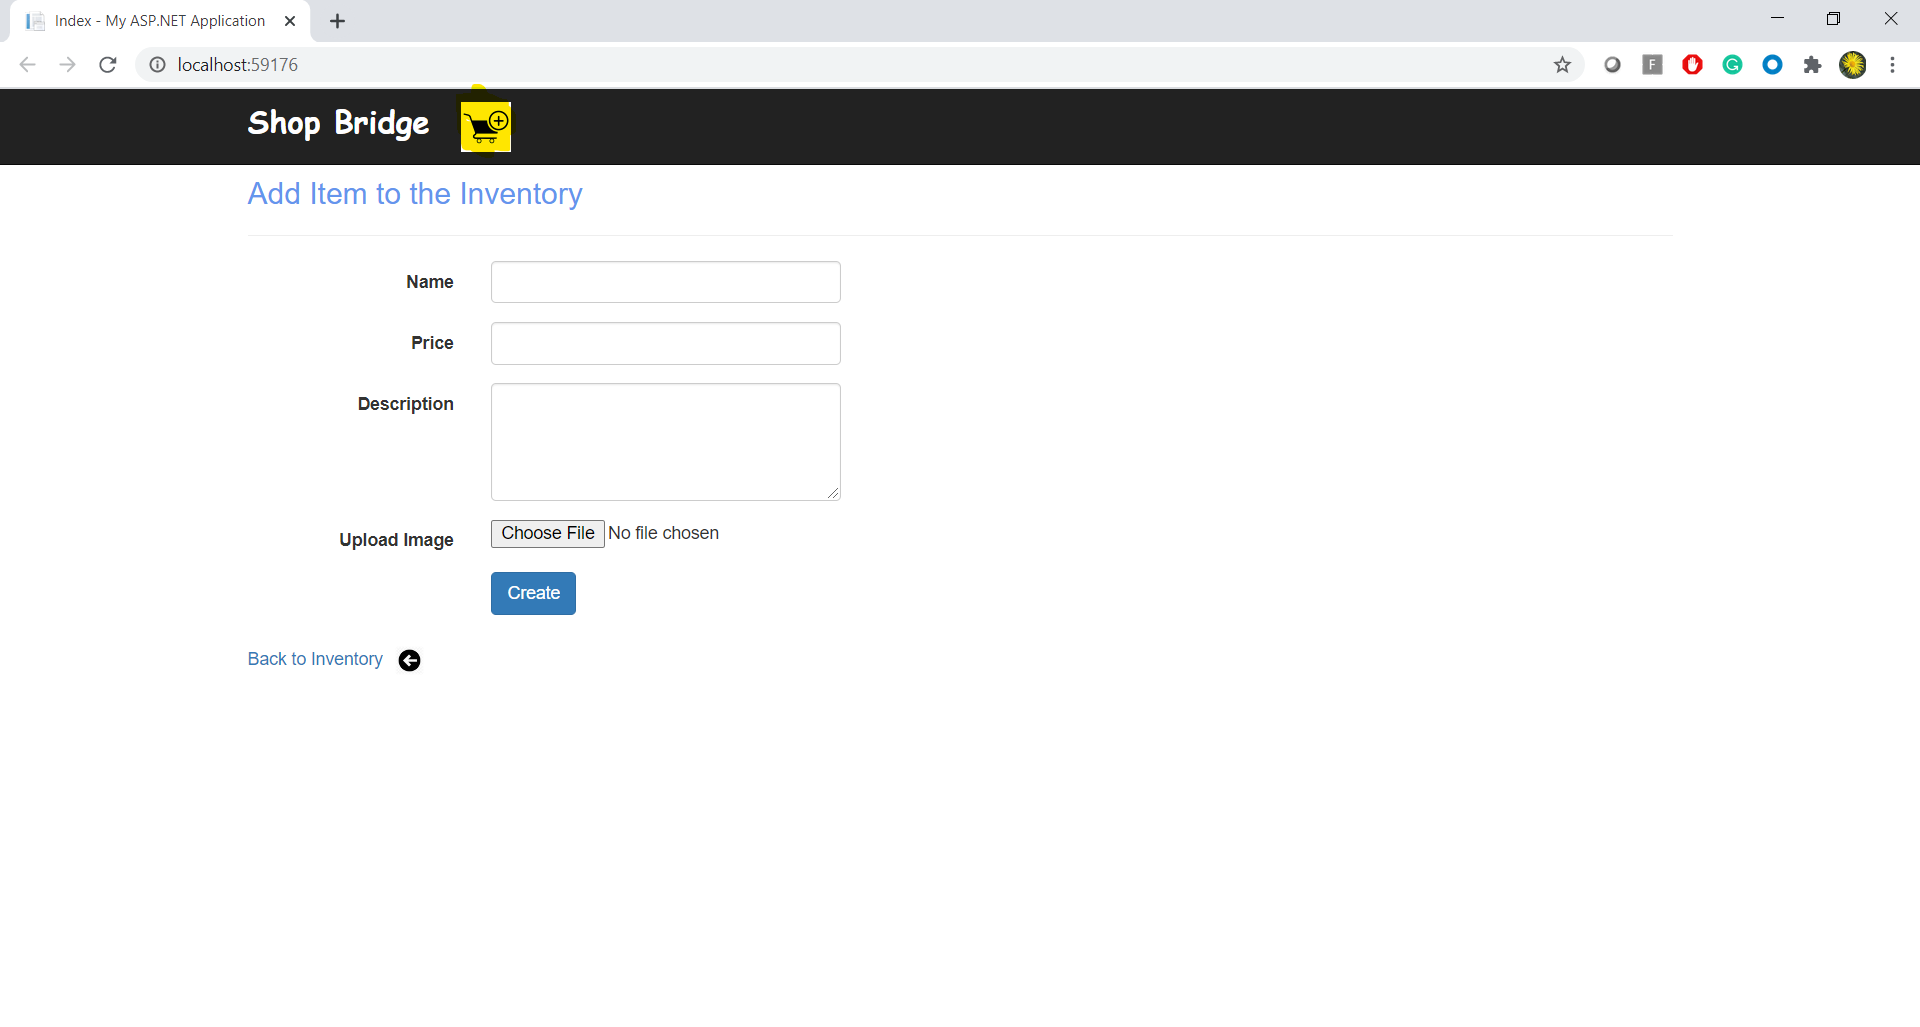 Index - My ASP.NET Application
localhost:59176
F
G
Shop Bridge
Add Item to the Inventory
Name
Price
Description
Upload Image Choose File No file chosen
Create
Back to Inventory